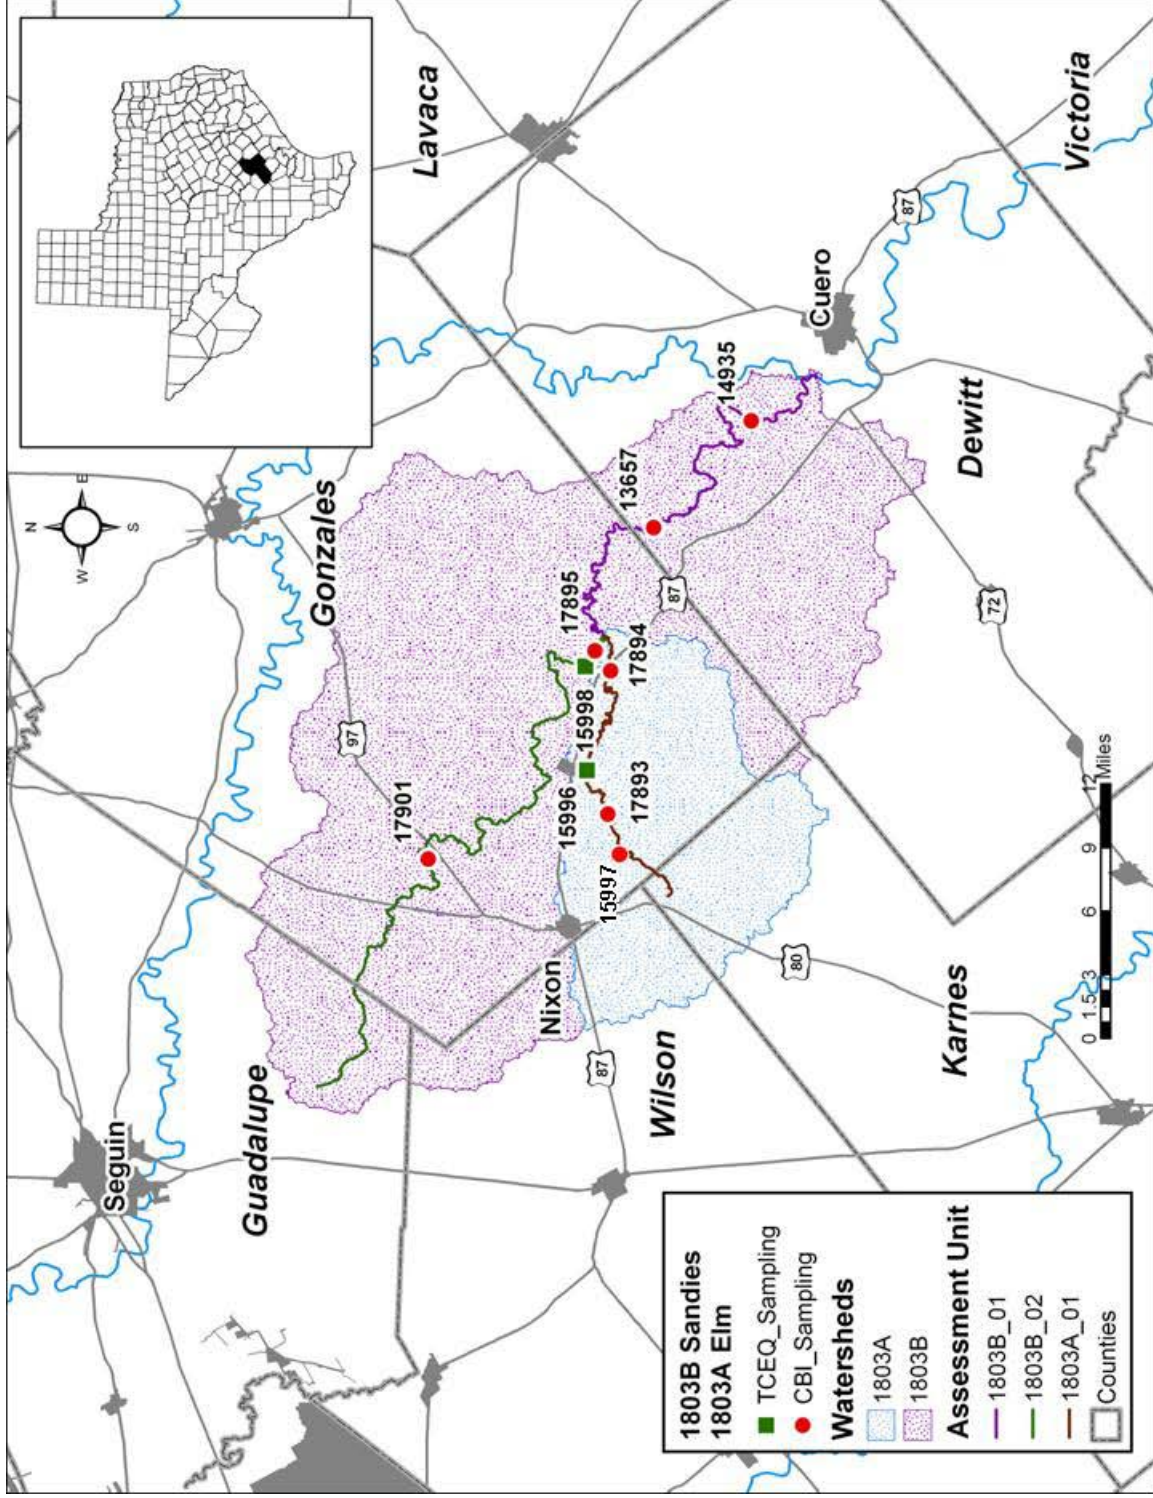 N
W
E
S
Lavaca
Seguin
Guadalupe
Gonzales
97
17901
Nixon
15996
15998
17895
13657
14935
Cuero
87
Victoria
17893
17894
15997
87
87
Wilson
80
Karnes
72
Dewitt
1803B Sandies
1803A Elm
TCEQ_Sampling
CBI_Sampling
Watersheds
1803A
1803B
Assessment Unit
1803B_01
1803B_02
1803A_01
Counties
0 1.5 3 6 9 12
Miles